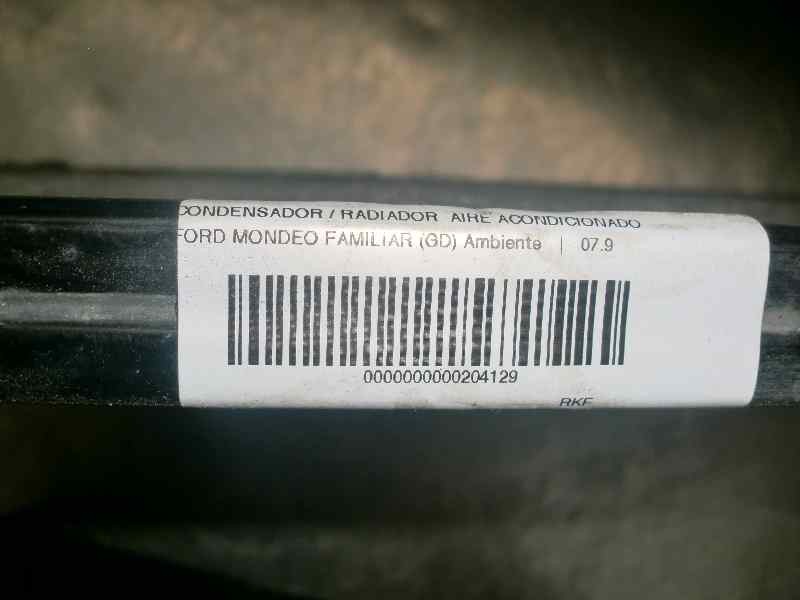 CONDENSADOR / RADIADOR AIRE ACONDICIONADO
FORD MONDEO FAMILIAR (GD) Ambiente | 07.9
0000000000204129
RKF